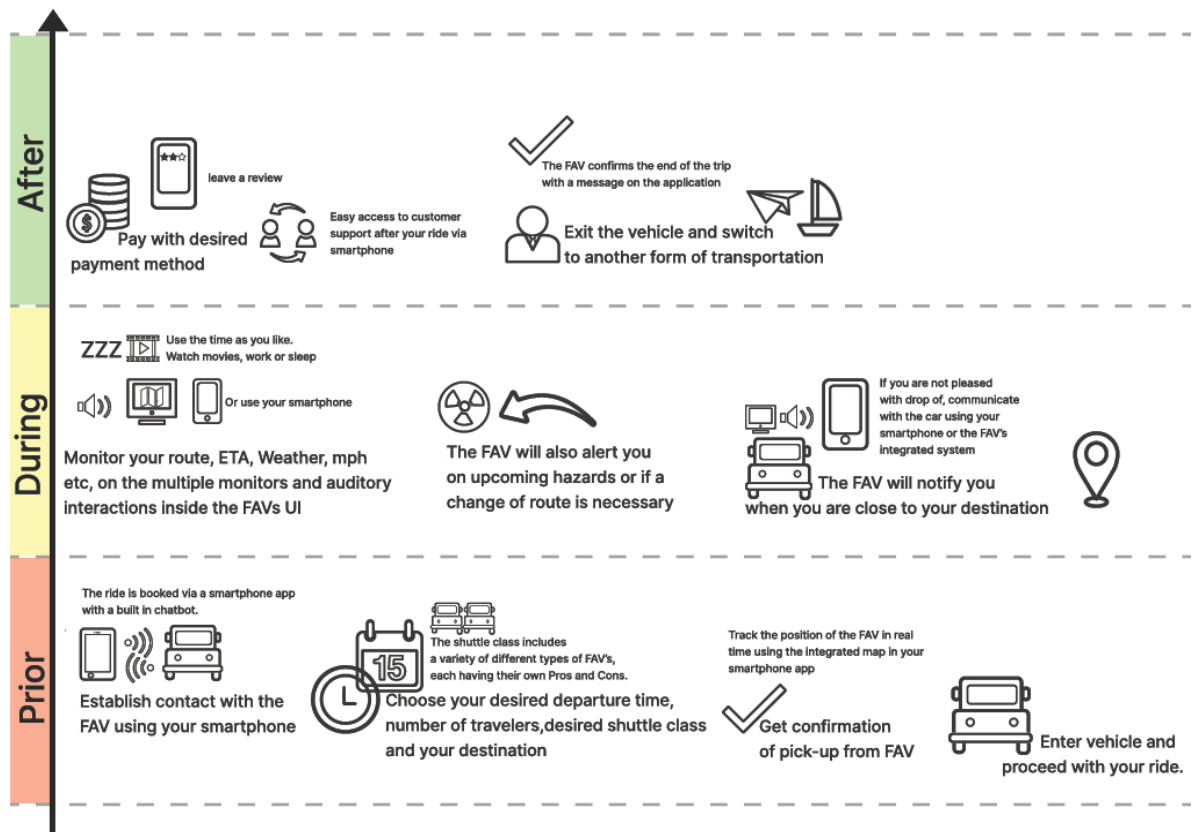 After
leave a review
$
Pay with desired
payment method
Easy access to customer
support after your ride via
smartphone
The FAV confirms the end of the trip
with a message on the application
Exit the vehicle and switch
to another form of transportation
During
ZZZ
Use the time as you like.
Watch movies, work or sleep
Or use your smartphone
Monitor your route, ETA, Weather, mph
etc, on the multiple monitors and auditory
interactions inside the FAVs UI
The FAV will also alert you
on upcoming hazards or if a
change of route is necessary
If you are not pleased
with drop of, communicate
with the car using your
smartphone or the FAV's
integrated system
The FAV will notify you
when you are close to your destination
Prior
The ride is booked via a smartphone app
with a built in chatbot.
Establish contact with the
FAV using your smartphone
15
The shuttle class includes
a variety of different types of FAV's,
each having their own Pros and Cons.
Choose your desired departure time,
number of travelers,desired shuttle class
and your destination
Track the position of the FAV in real
time using the integrated map in your
smartphone app
Get confirmation
of pick-up from FAV
Enter vehicle and
proceed with your ride.